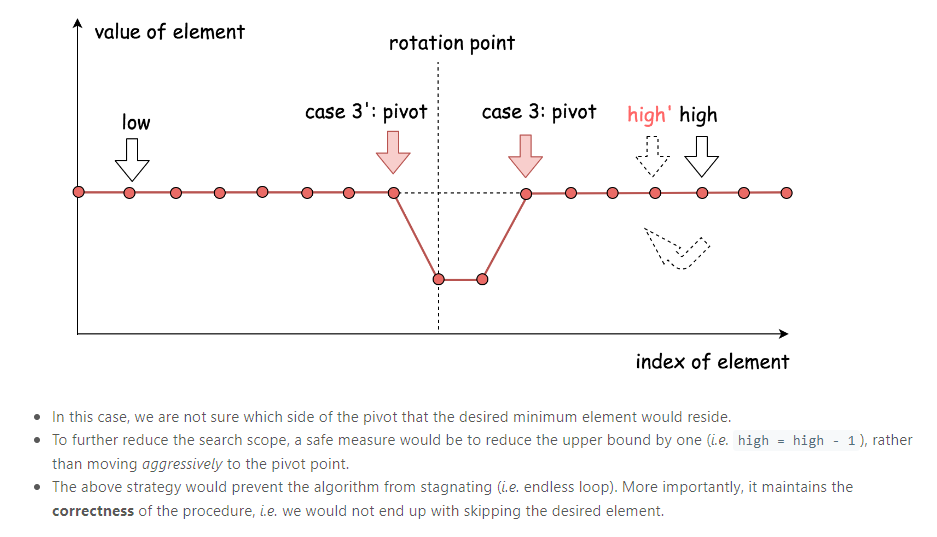 value of element
rotation point
case 3': pivot
case 3: pivot
high' high
low
index of element
• In this case, we are not sure which side of the pivot that the desired minimum element would reside.
• To further reduce the search scope, a safe measure would be to reduce the upper bound by one (i.e. high = high - 1), rather
than moving aggressively to the pivot point.
• The above strategy would prevent the algorithm from stagnating (i.e. endless loop). More importantly, it maintains the
correctness of the procedure, i.e. we would not end up with skipping the desired element.